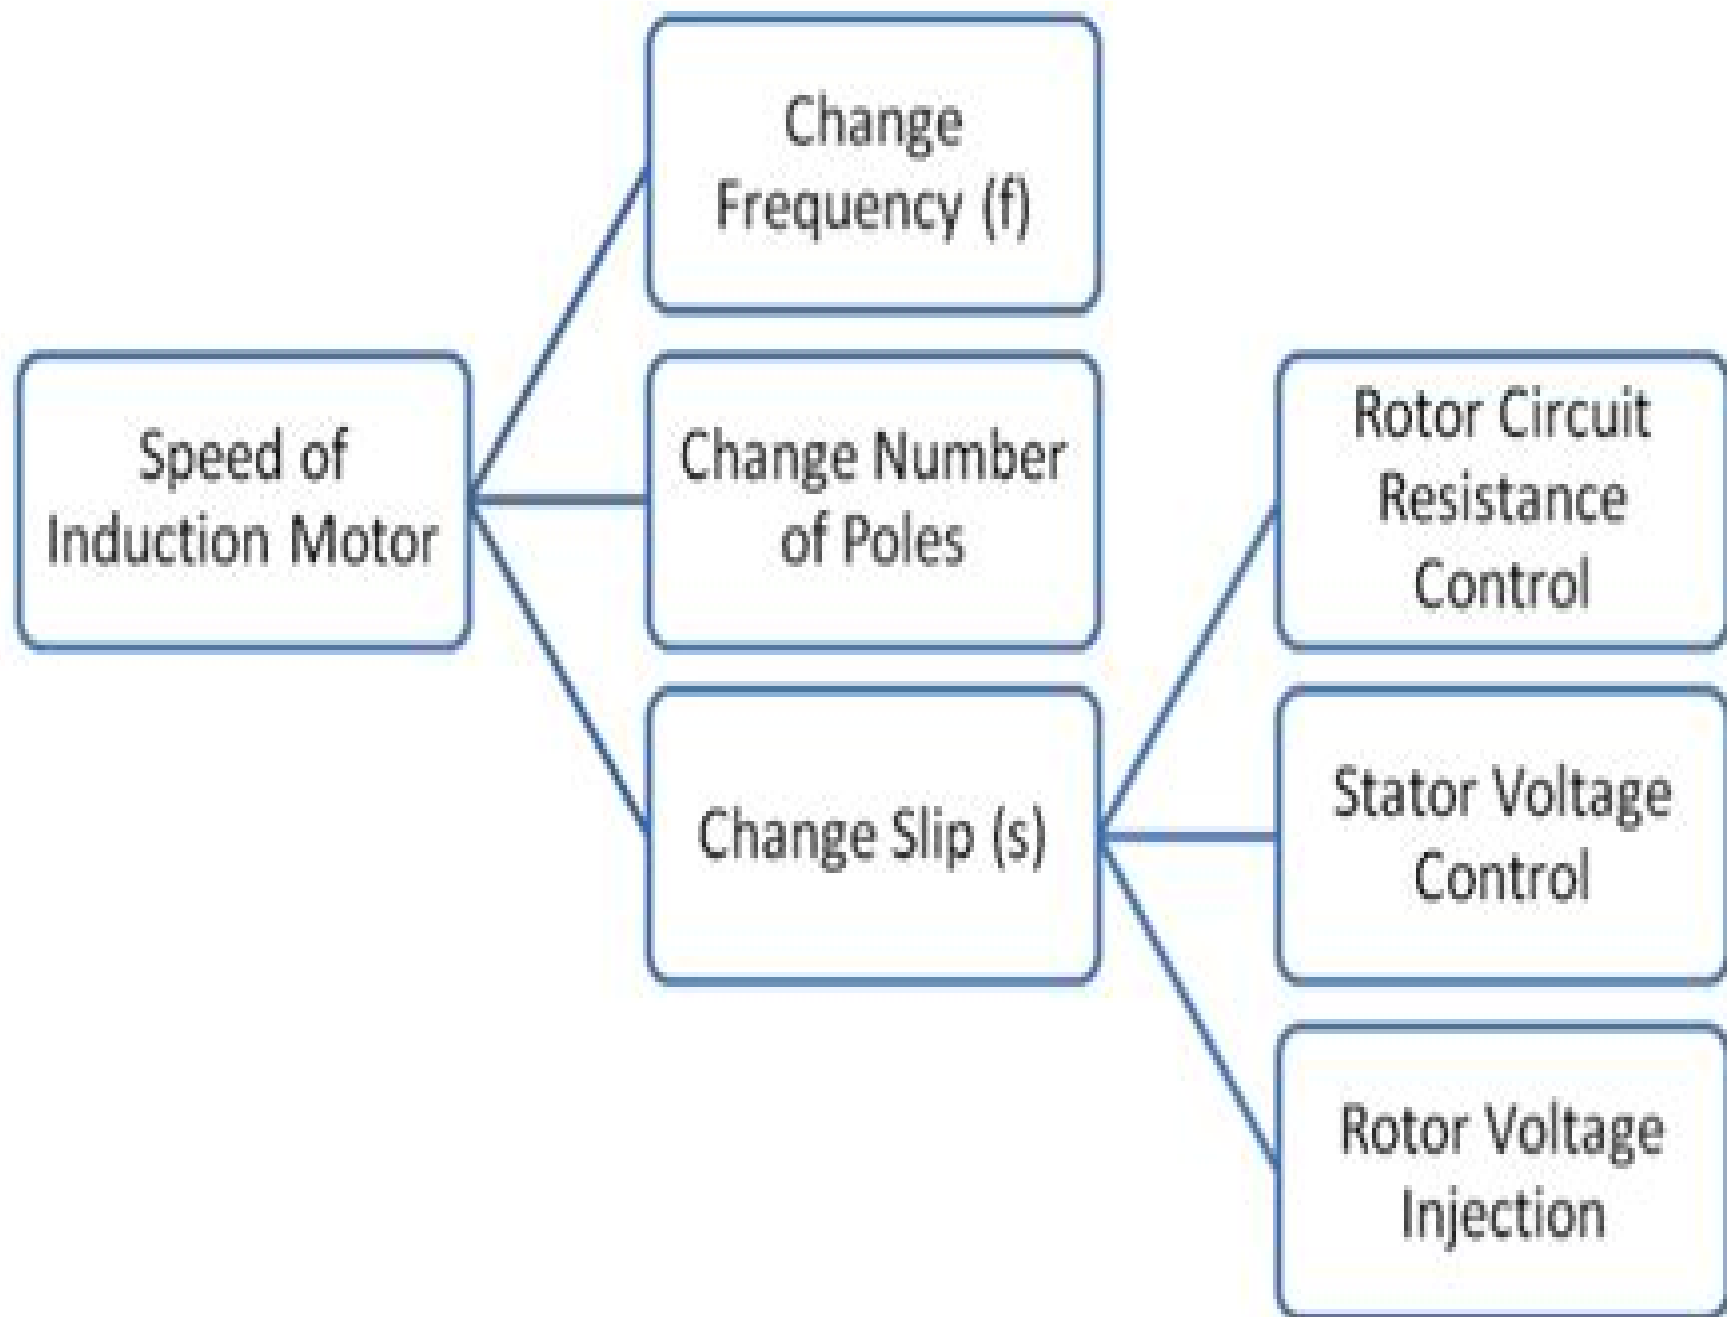 Change
Frequency (f)
Speed of
Induction Motor
Change Number
of Poles
Change Slip (s)
Rotor Circuit
Resistance
Control
Stator Voltage
Control
Rotor Voltage
Injection